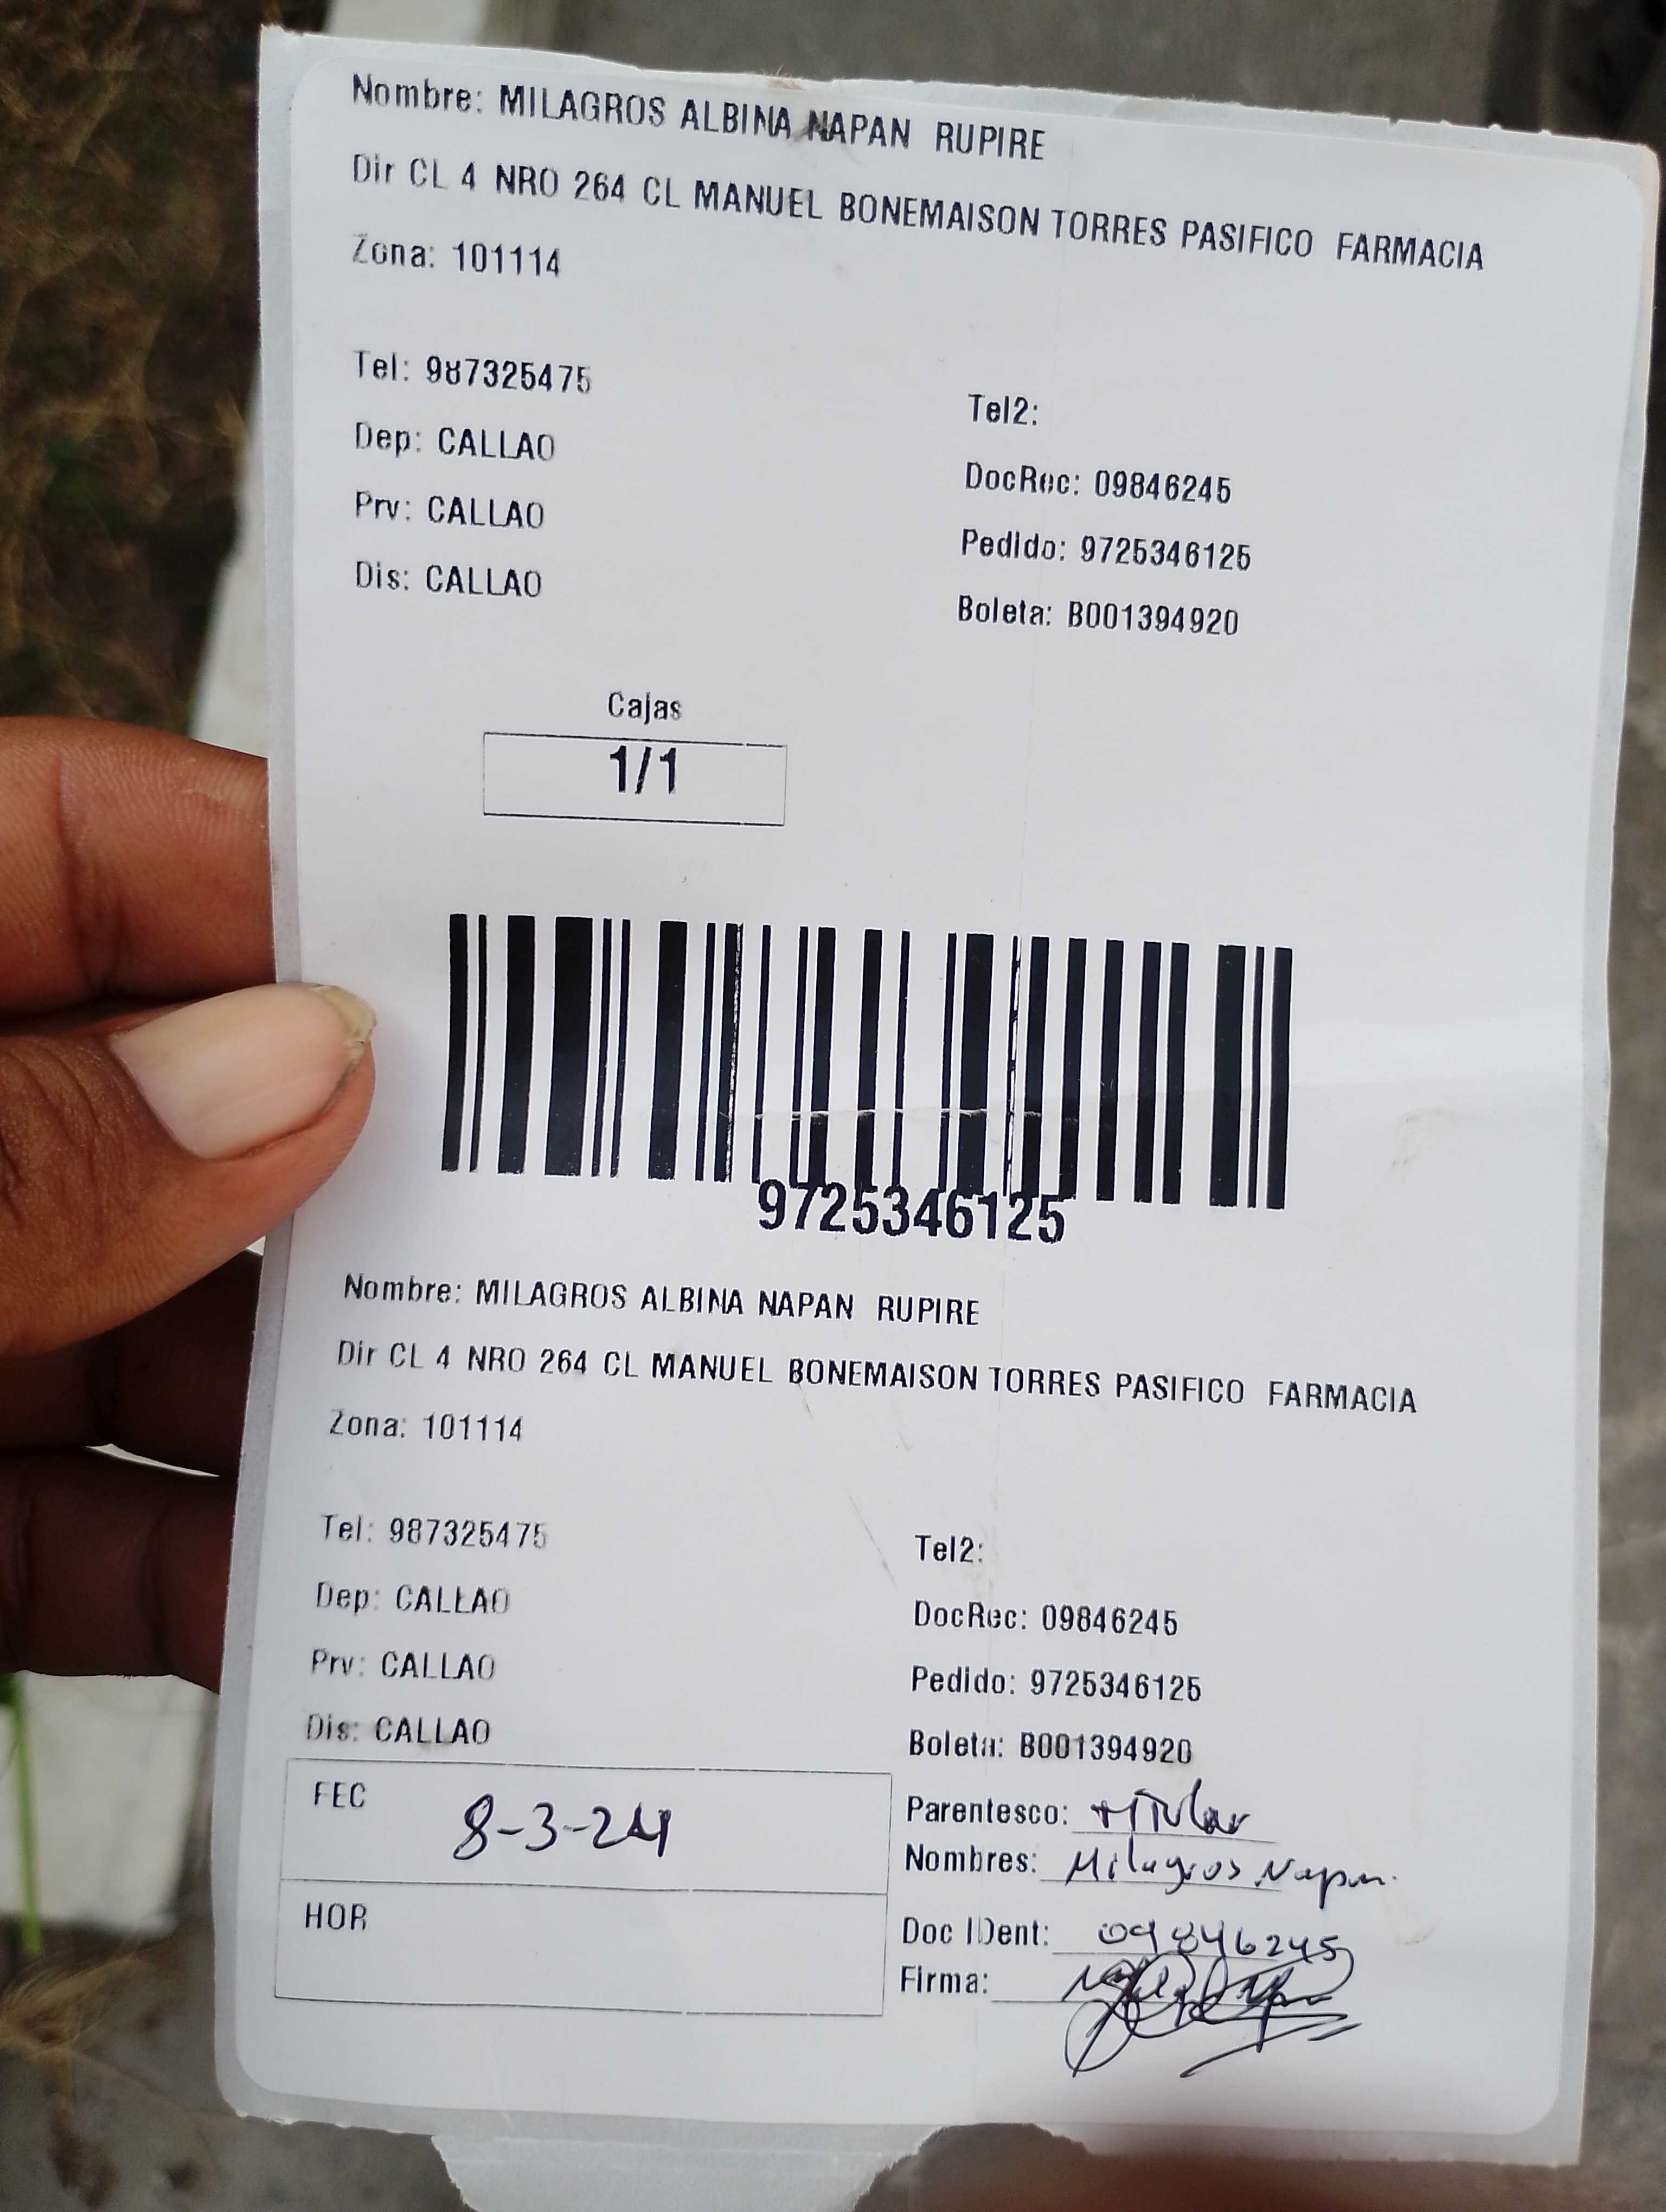 Nombre: MILAGROS ALBINA NAPAN RUPIRE
Dir CL 4 NRO 264 CL MANUEL BONEMAISON TORRES PASIFICO FARMACIA
Zona: 101114
Tel: 987325475
Tel2:
Dep: CALLAO
DocRec: 09846245
Prv: CALLAO
Pedido: 9725346125
Dis: CALLAO
Boleta: B001394920
Cajas
1/1
9725346125
Nombre: MILAGROS ALBINA NAPAN RUPIRE
Dir CL 4 NRO 264 CL MANUEL BONEMAISON TORRES PASIFICO FARMACIA
Zona: 101114
Tel: 987325475
Tel2:
Dep: CALLAO
DocRec: 09846245
Prv: CALLAO
Pedido: 9725346125
Dis: CALLAO
Boleta: B001394920
FEC 8-3-24
Parentesco: titular
Nombres: Milagros Napan.
HOR
Doc IDent: 09846245
Firma: